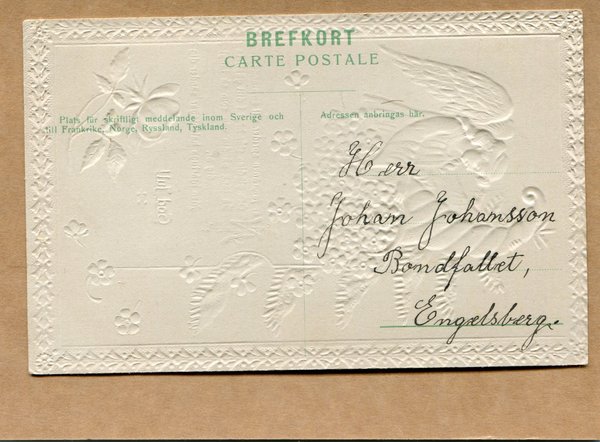 BREFKORT
CARTE POSTALE
Plats för skriftligt meddelande inom Sverige och
till Frankrike, Norge, Ryssland, Tyskland.
Adressen anbringas här.
Herr
Johan Johansson
Bondfallet,
Engelsberg.